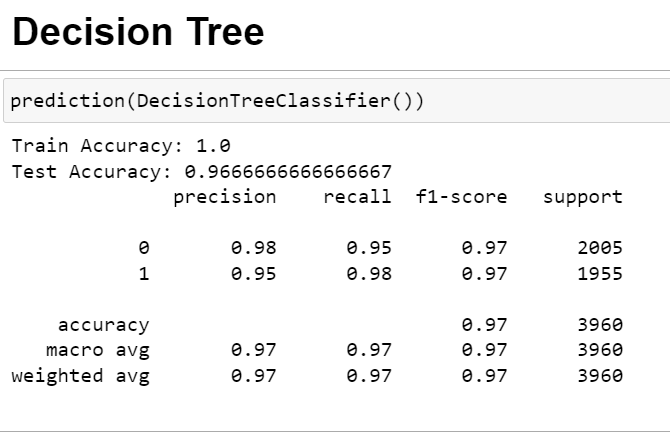 Decision Tree
prediction(DecisionTreeClassifier())
Train Accuracy: 1.0
Test Accuracy: 0.9666666666666667
precision recall f1-score support
0 0.98 0.95 0.97 2005
1 0.95 0.98 0.97 1955
accuracy 0.97 3960
macro avg 0.97 0.97 0.97 3960
weighted avg 0.97 0.97 0.97 3960